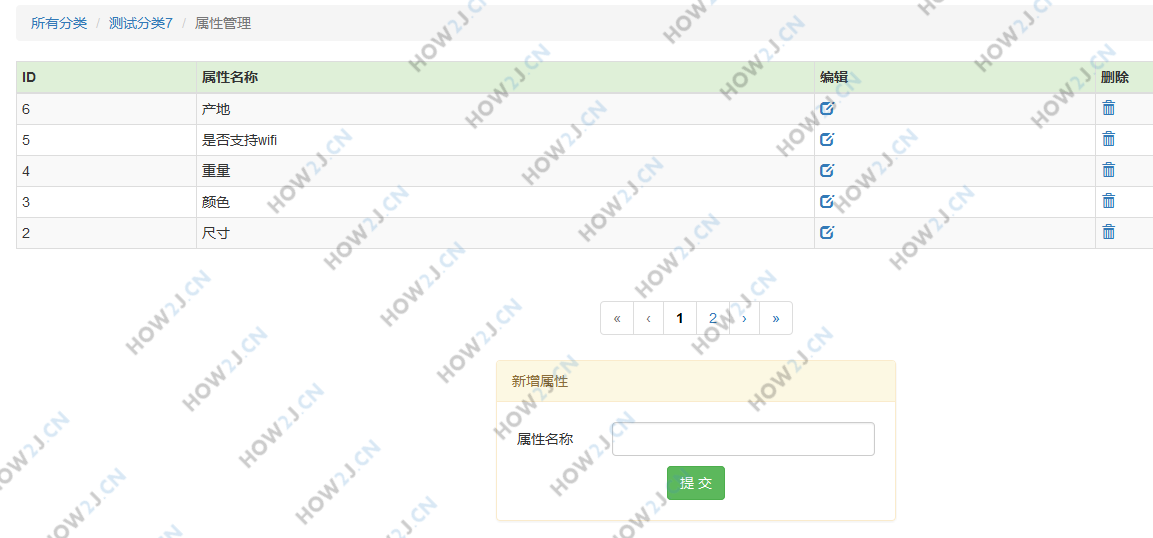 所有分类 / 测试分类7 / 属性管理
ID 属性名称 编辑 删除
6 产地
5 是否支持wifi
4 重量
3 颜色
2 尺寸
« ‹ 1 2 › »
新增属性
属性名称
提 交
HOW2J.CN